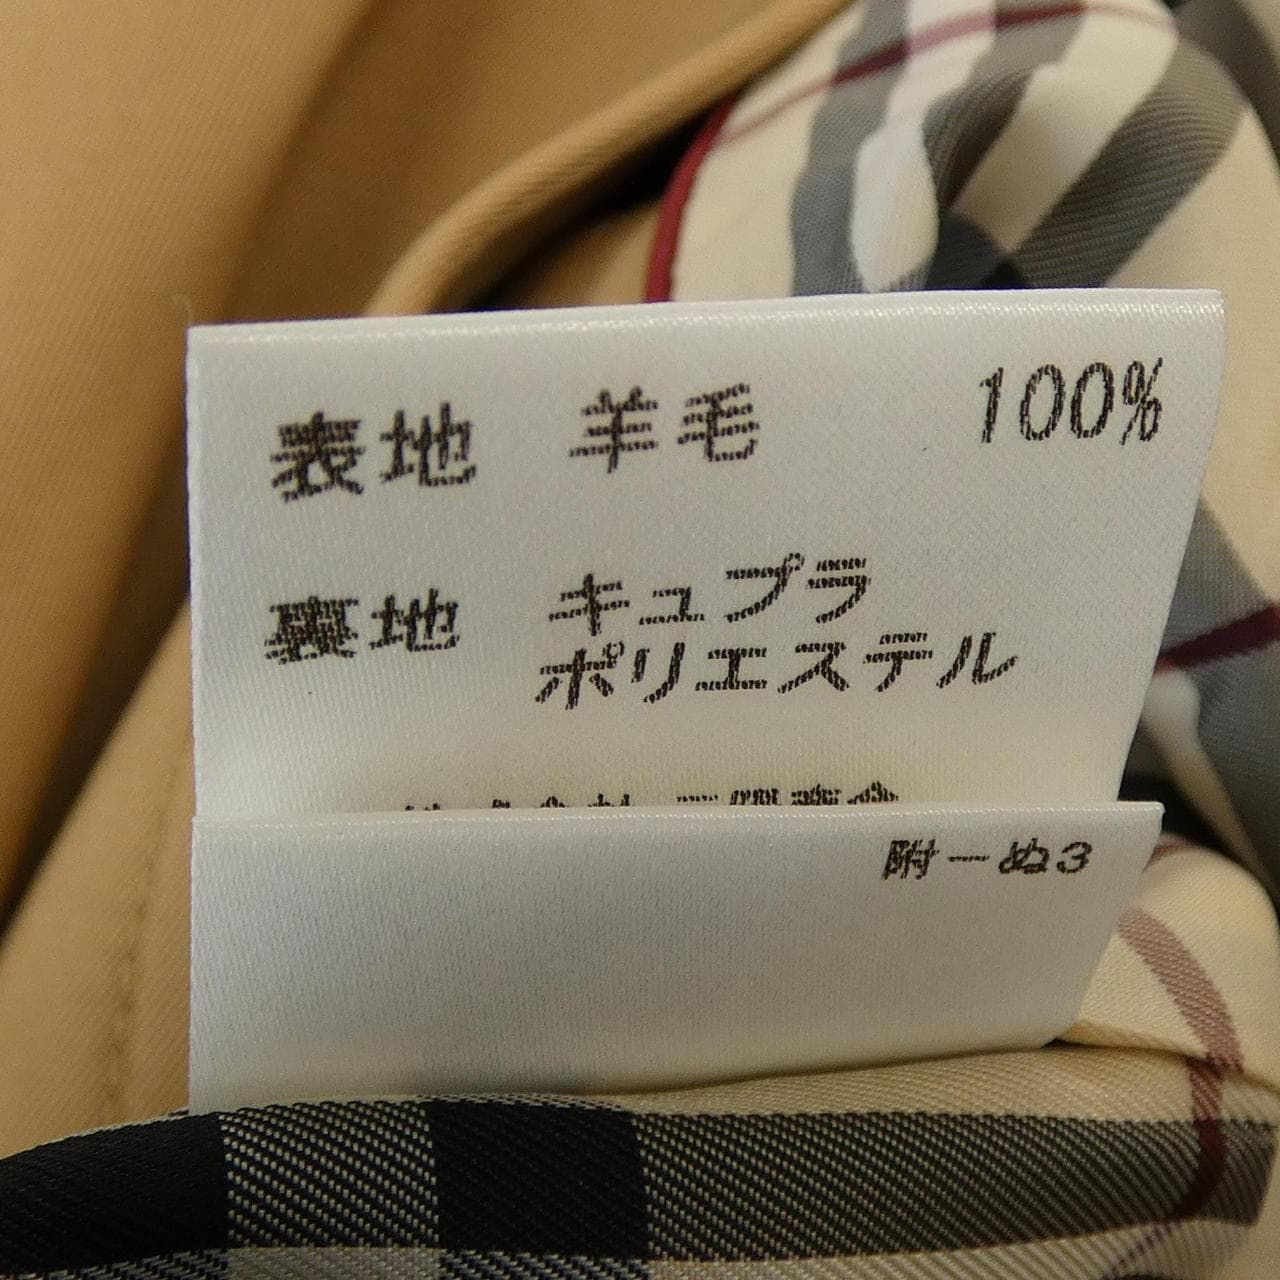 表地 羊毛 100%
裏地 キュプラ
ポリエステル
附ーぬ3